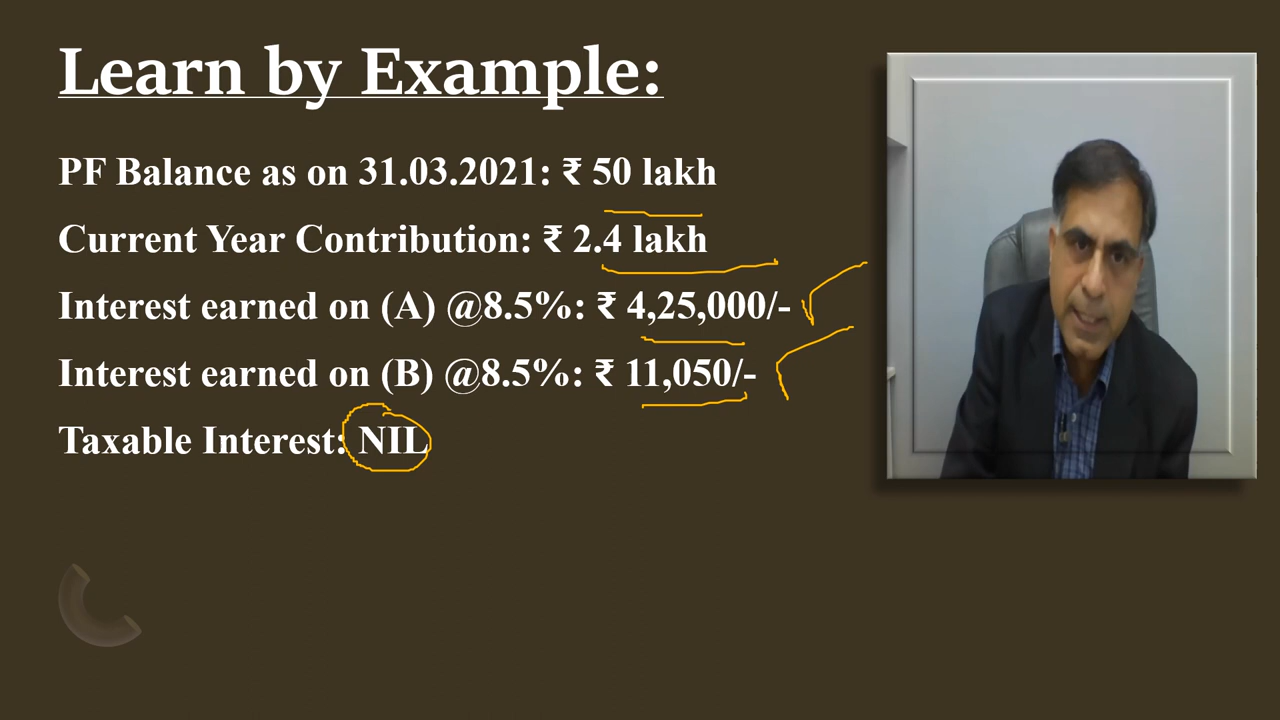 Learn by Example:
PF Balance as on 31.03.2021: ₹ 50 lakh
Current Year Contribution: ₹ 2.4 lakh
Interest earned on (A) @8.5%: ₹ 4,25,000/-
Interest earned on (B) @8.5%: ₹ 11,050/-
Taxable Interest: NIL